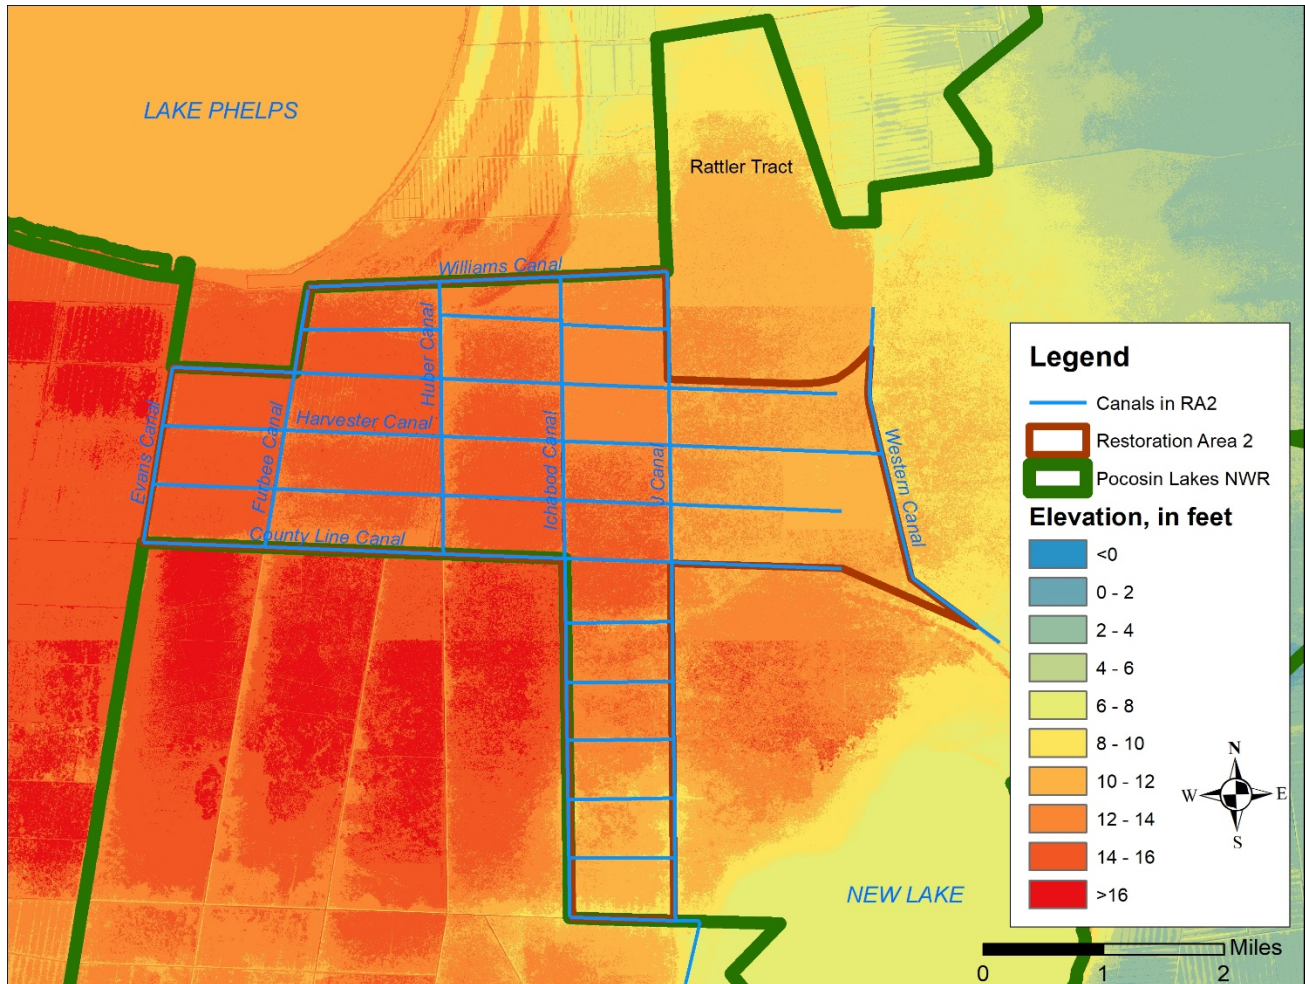 LAKE PHELPS
Rattler Tract
Williams Canal
Huber Canal
Harvester Canal
Evans Canal
Furbee Canal
Ichabod Canal
J Canal
Western Canal
County Line Canal
NEW LAKE
Legend
Canals in RA2
Restoration Area 2
Pocosin Lakes NWR
Elevation, in feet
<0
0 - 2
2 - 4
4 - 6
6 - 8
8 - 10
10 - 12
12 - 14
14 - 16
>16
N
W
E
S
Miles
0 1 2